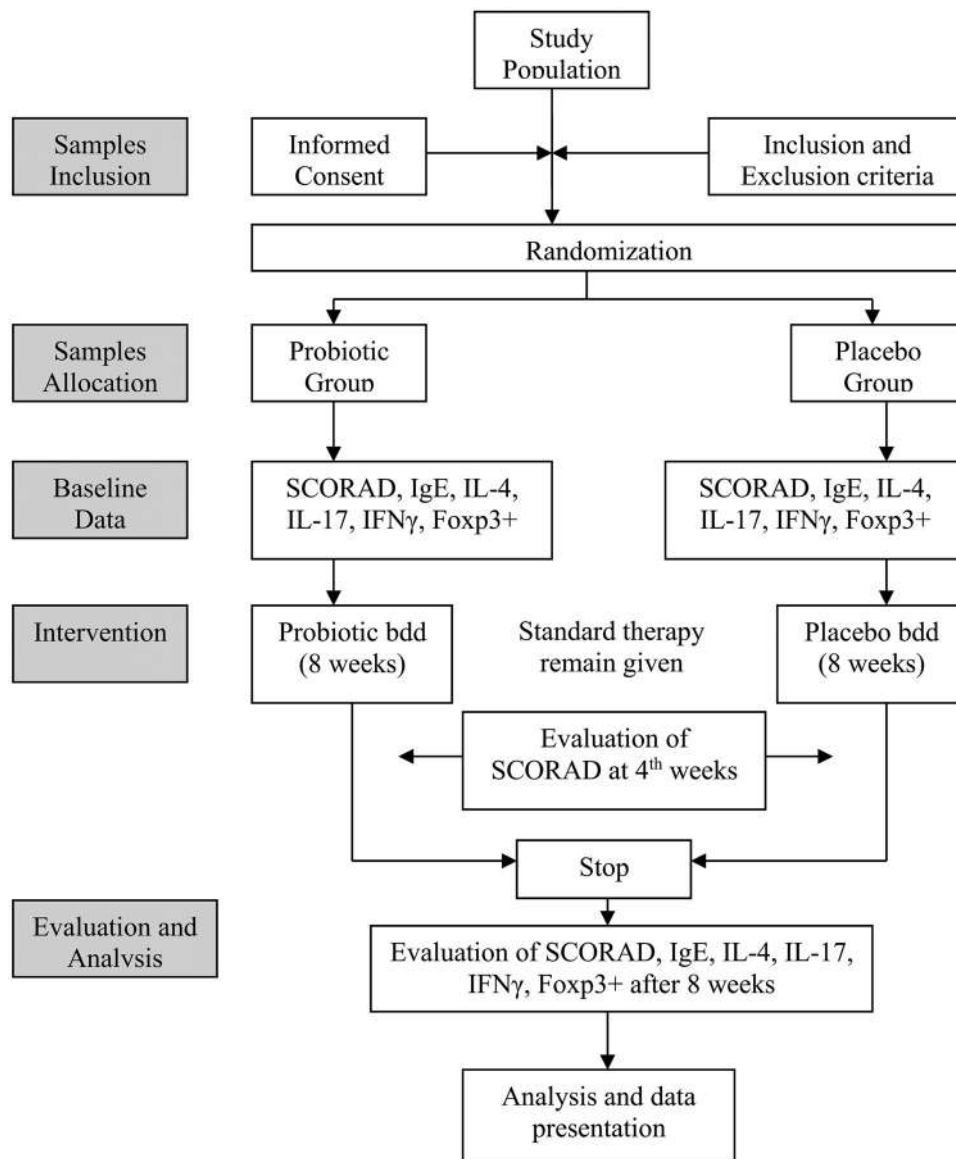 Study
Population
Samples
Inclusion
Informed
Consent
Inclusion and
Exclusion criteria
Randomization
Samples
Allocation
Probiotic
Group
Placebo
Group
Baseline
Data
SCORAD, IgE, IL-4,
IL-17, IFNγ, Foxp3+
SCORAD, IgE, IL-4,
IL-17, IFNγ, Foxp3+
Intervention
Probiotic bdd
(8 weeks)
Standard therapy
remain given
Placebo bdd
(8 weeks)
Evaluation of
SCORAD at 4th weeks
Stop
Evaluation and
Analysis
Evaluation of SCORAD, IgE, IL-4, IL-17,
IFNγ, Foxp3+ after 8 weeks
Analysis and data
presentation